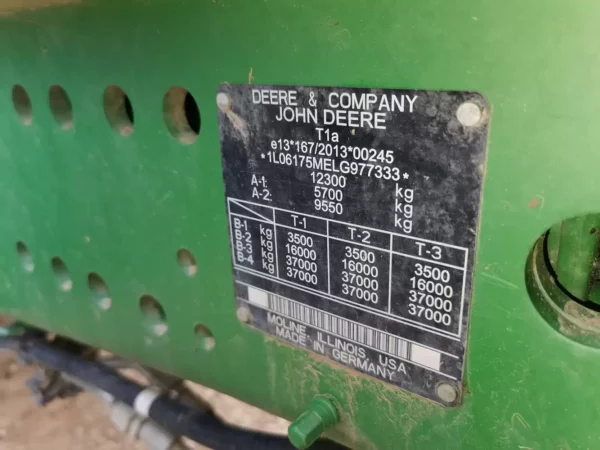 DEERE & COMPANY
JOHN DEERE
T1a
e13*167/2013*00245
*1L06175MELG977333*
12300 kg
A-1: 5700 kg
A-2: 9550 kg
T-1 T-2 T-3
B-1 kg 3500 3500 3500
B-2 kg 16000 16000 16000
B-3 kg 37000 37000 37000
B-4 kg 37000 37000 37000
MOLINE, ILLINOIS, USA
MADE IN GERMANY